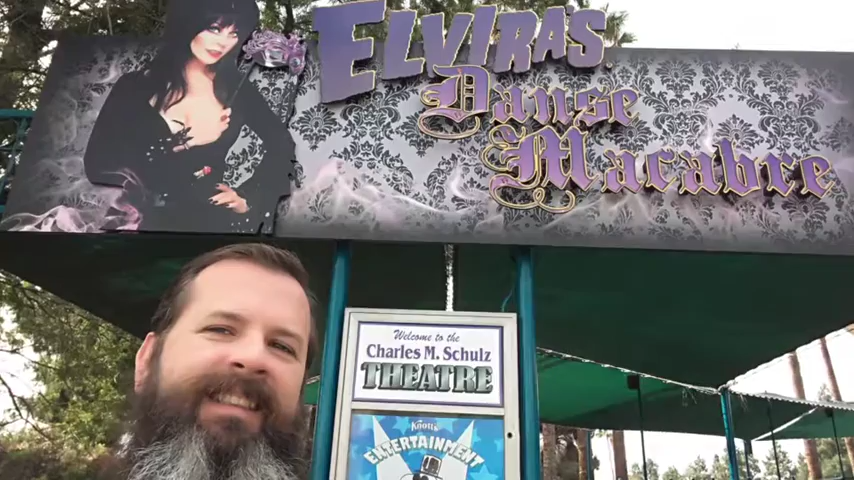 ELVIRA'S
Danse
Macabre
Welcome to the
Charles M. Schulz
THEATRE
Knott's
ENTERTAINMENT